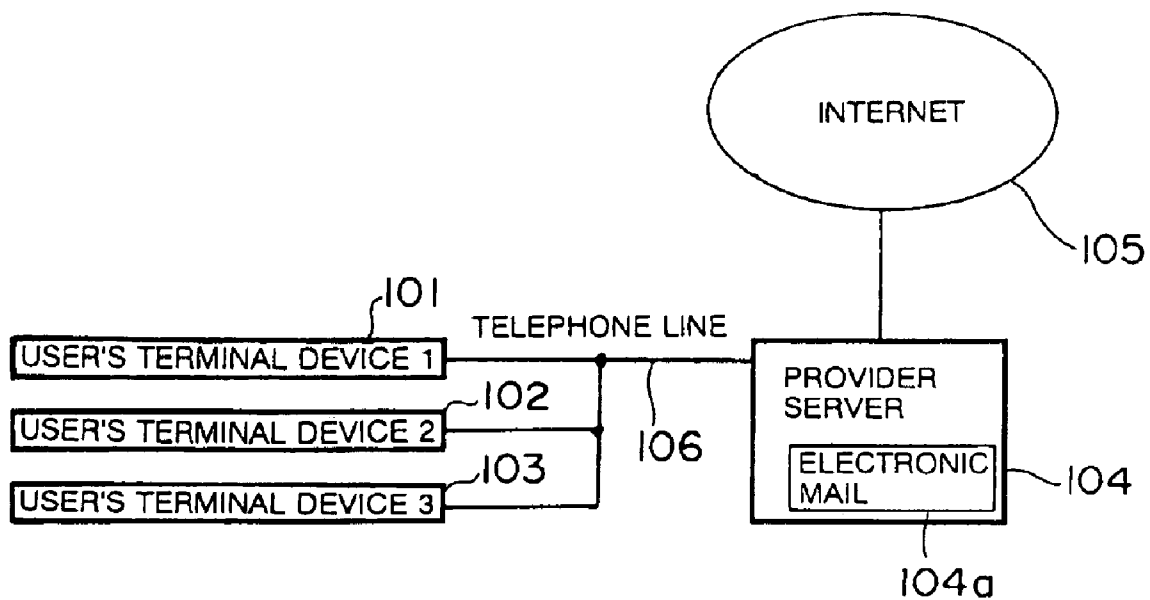 INTERNET
105
101
TELEPHONE LINE
USER'S TERMINAL DEVICE 1
102
USER'S TERMINAL DEVICE 2
103
USER'S TERMINAL DEVICE 3
106
PROVIDER
SERVER
ELECTRONIC
MAIL
104
104a